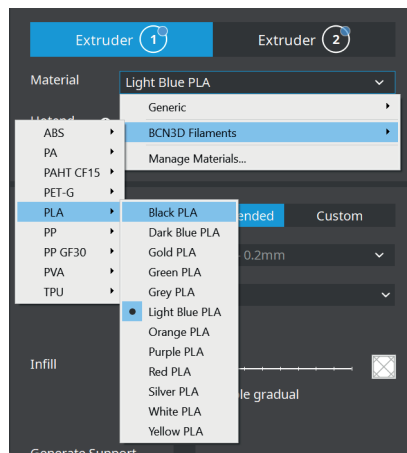 Extruder 1
Extruder 2
Material
Light Blue PLA
Generic
BCN3D Filaments
Manage Materials...
ABS
PA
PAHT CF15
PET-G
PLA
PP
PP GF30
PVA
TPU
Black PLA
Dark Blue PLA
Gold PLA
Green PLA
Grey PLA
Light Blue PLA
Orange PLA
Purple PLA
Red PLA
Silver PLA
White PLA
Yellow PLA
Custom
0.2mm
Infill
gradual
Generate Support